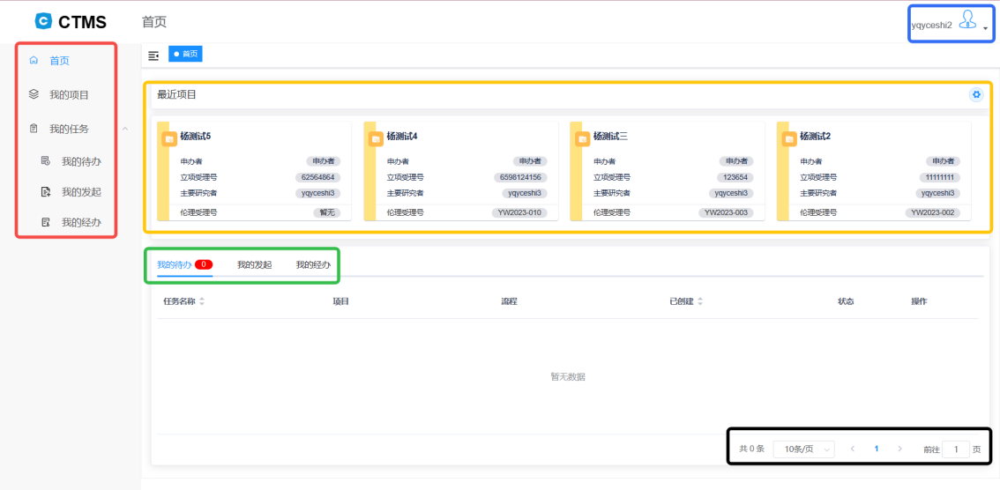 CTMS
首页
yqyceshi2
首页
我的项目
我的任务
我的待办
我的发起
我的经办
首页
最近项目
杨测试5
申办者 申办者
立项受理号 62564864
主要研究者 yqyceshi3
伦理受理号 暂无
杨测试4
申办者 申办者
立项受理号 6598124156
主要研究者 yqyceshi3
伦理受理号 YW2023-010
杨测试三
申办者 申办者
立项受理号 123654
主要研究者 yqyceshi3
伦理受理号 YW2023-003
杨测试2
申办者 申办者
立项受理号 11111111
主要研究者 yqyceshi3
伦理受理号 YW2023-002
我的待办 0 我的发起 我的经办
任务名称 项目 流程 已创建 状态 操作
暂无数据
共 0 条 10条/页 1 前往 1 页